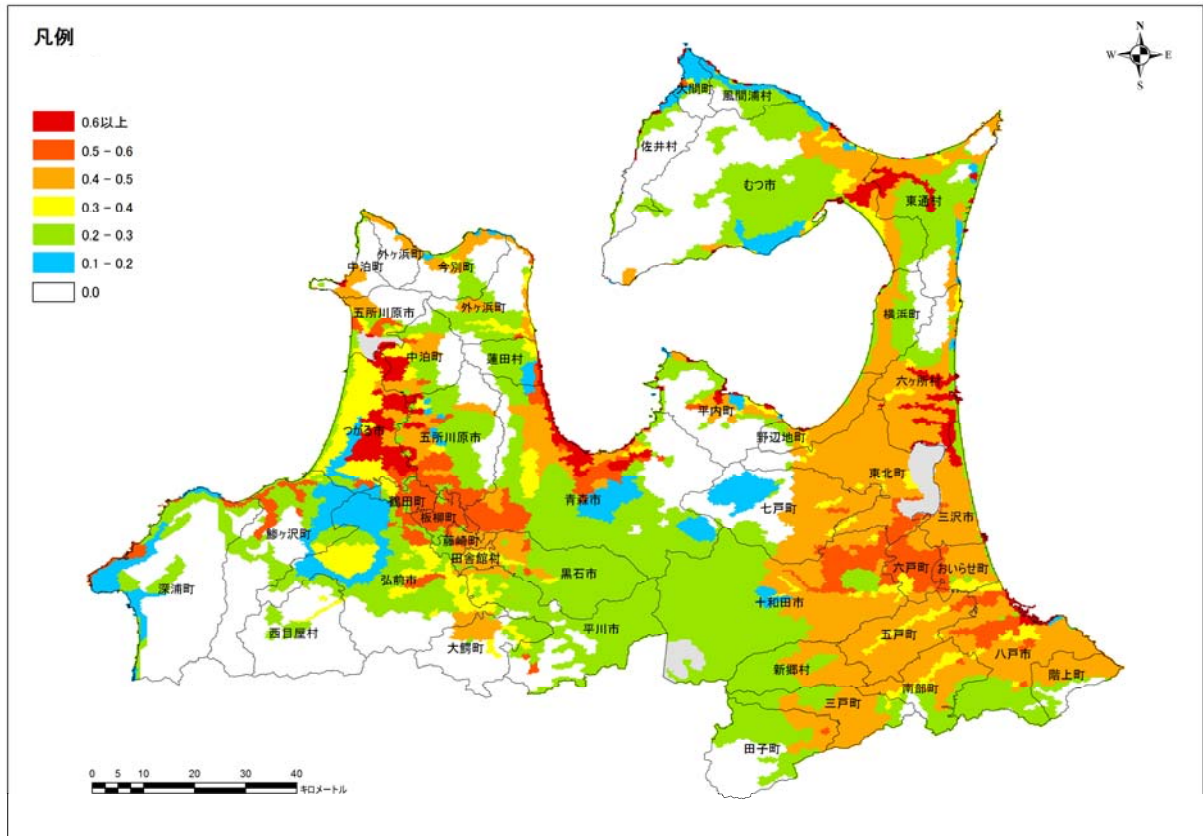 凡例
0.6以上
0.5 - 0.6
0.4 - 0.5
0.3 - 0.4
0.2 - 0.3
0.1 - 0.2
0.0
N
W E
S
大間町
風間浦村
佐井村
むつ市
東通村
外ヶ浜町
中泊町
今別町
五所川原市
外ヶ浜町
横浜町
中泊町
蓬田村
六ヶ所村
平内町
つがる市
五所川原市
野辺地町
東北町
青森市
鶴田町
七戸町
板柳町
三沢市
鰺ヶ沢町
藤崎町
田舎館村
六戸町
おいらせ町
黒石市
弘前市
深浦町
十和田市
西目屋村
平川市
五戸町
大鰐町
八戸市
新郷村
階上町
南部町
三戸町
田子町
0 5 10 20 30 40
キロメートル